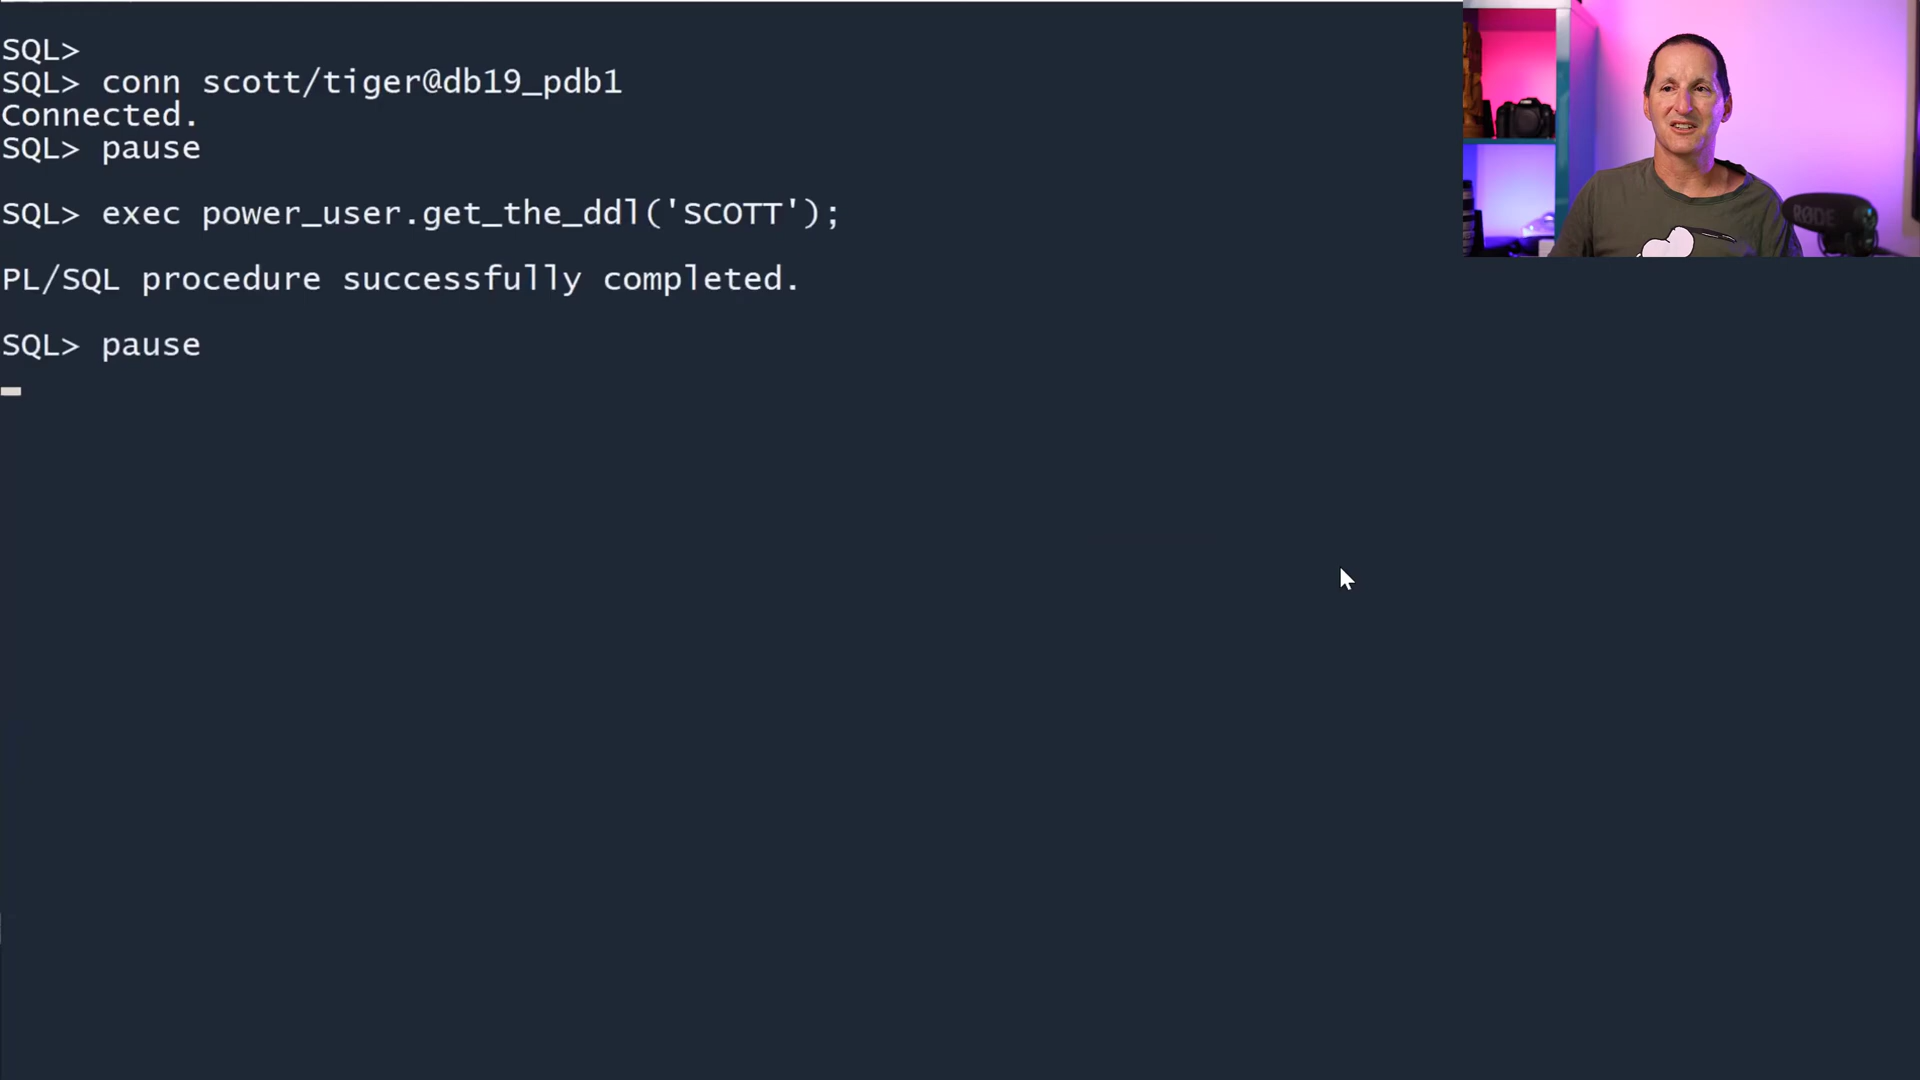 SQL>
SQL> conn scott/tiger@db19_pdb1
Connected.
SQL> pause
SQL> exec power_user.get_the_ddl('SCOTT');
PL/SQL procedure successfully completed.
SQL> pause
RØDE